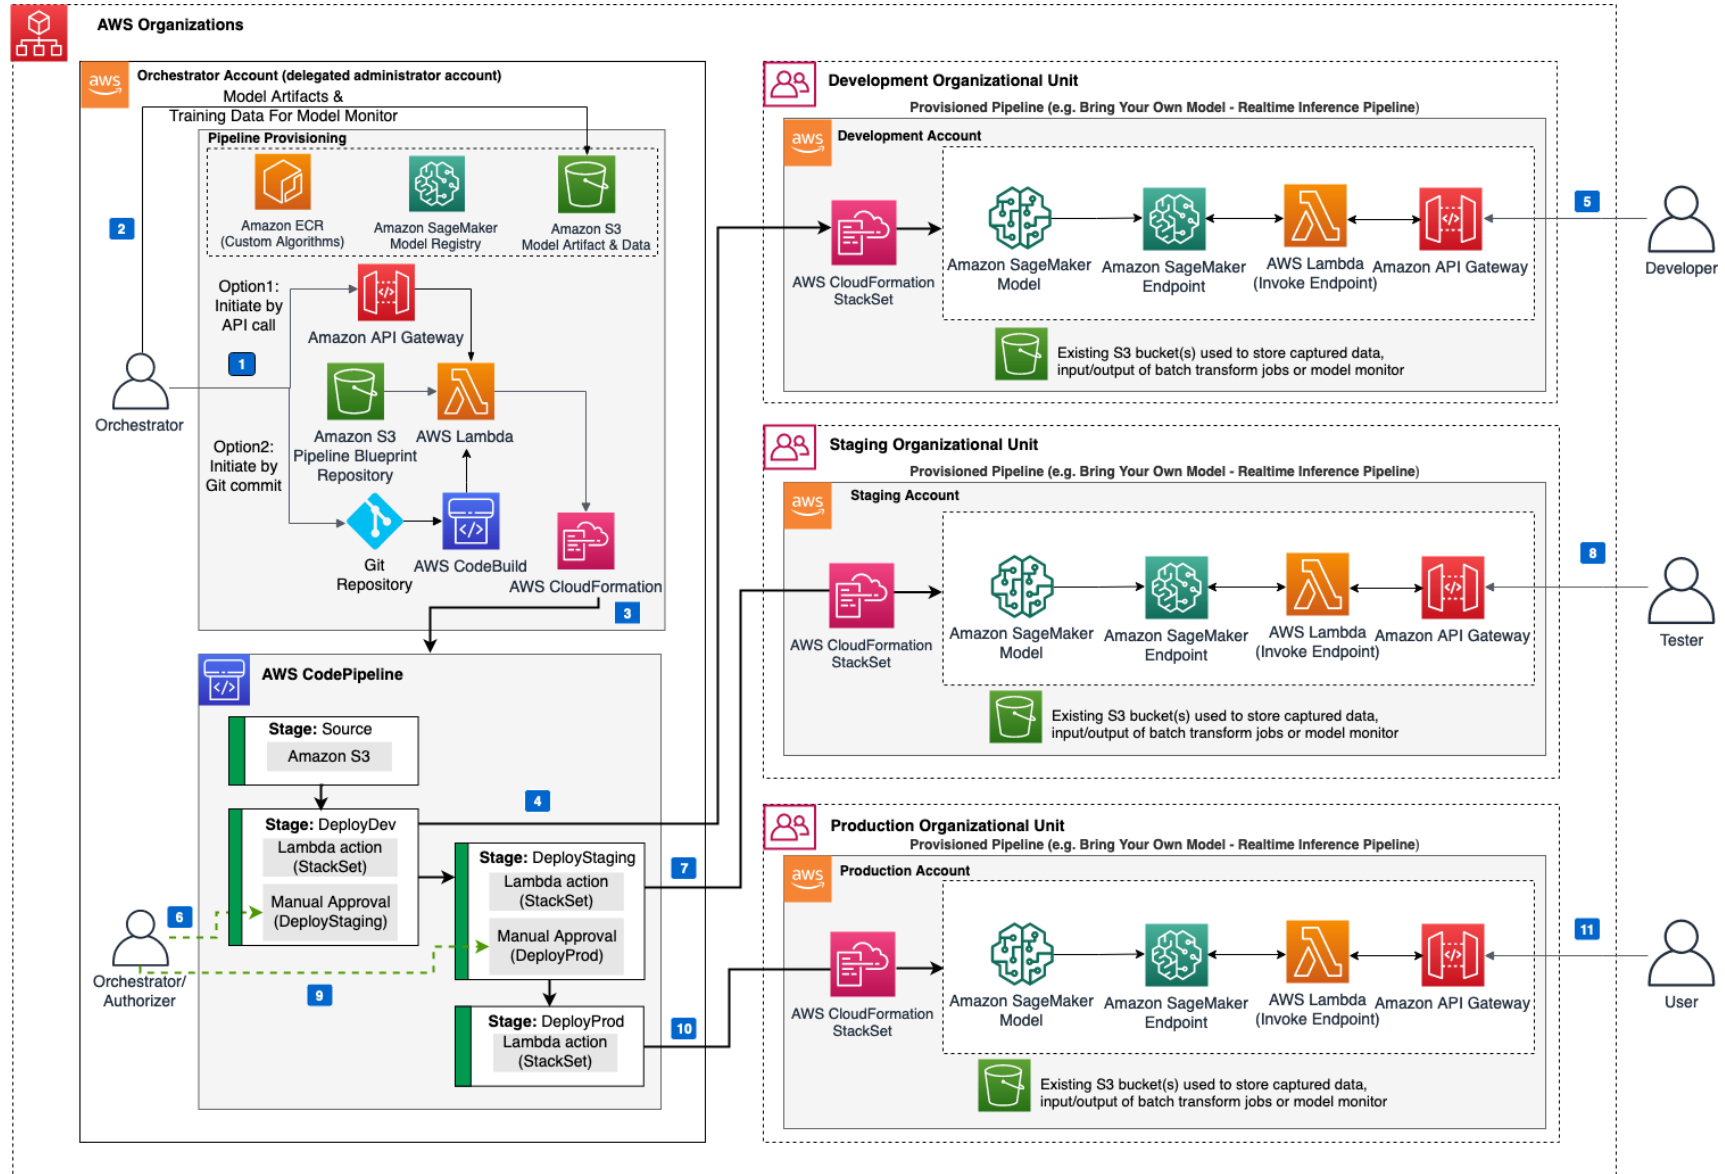 AWS Organizations
aws
Orchestrator Account (delegated administrator account)
Model Artifacts &
Training Data For Model Monitor
Pipeline Provisioning
Amazon ECR
(Custom Algorithms)
Amazon SageMaker
Model Registry
Amazon S3
Model Artifact & Data
2
Option1:
Initiate by
API call
Amazon API Gateway
1
Orchestrator
Amazon S3
Pipeline Blueprint
Repository
AWS Lambda
Option2:
Initiate by
Git commit
Git
Repository
AWS CodeBuild
AWS CloudFormation
3
AWS CodePipeline
Stage: Source
Amazon S3
4
Stage: DeployDev
Lambda action
(StackSet)
Manual Approval
(DeployStaging)
Stage: DeployStaging
Lambda action
(StackSet)
Manual Approval
(DeployProd)
7
6
Orchestrator/
Authorizer
9
Stage: DeployProd
Lambda action
(StackSet)
10
Development Organizational Unit
Provisioned Pipeline (e.g. Bring Your Own Model - Realtime Inference Pipeline)
aws
Development Account
AWS CloudFormation
StackSet
Amazon SageMaker
Model
Amazon SageMaker
Endpoint
AWS Lambda
(Invoke Endpoint)
Amazon API Gateway
5
Developer
Existing S3 bucket(s) used to store captured data,
input/output of batch transform jobs or model monitor
Staging Organizational Unit
Provisioned Pipeline (e.g. Bring Your Own Model - Realtime Inference Pipeline)
aws
Staging Account
AWS CloudFormation
StackSet
Amazon SageMaker
Model
Amazon SageMaker
Endpoint
AWS Lambda
(Invoke Endpoint)
Amazon API Gateway
8
Tester
Existing S3 bucket(s) used to store captured data,
input/output of batch transform jobs or model monitor
Production Organizational Unit
Provisioned Pipeline (e.g. Bring Your Own Model - Realtime Inference Pipeline)
aws
Production Account
AWS CloudFormation
StackSet
Amazon SageMaker
Model
Amazon SageMaker
Endpoint
AWS Lambda
(Invoke Endpoint)
Amazon API Gateway
11
User
Existing S3 bucket(s) used to store captured data,
input/output of batch transform jobs or model monitor